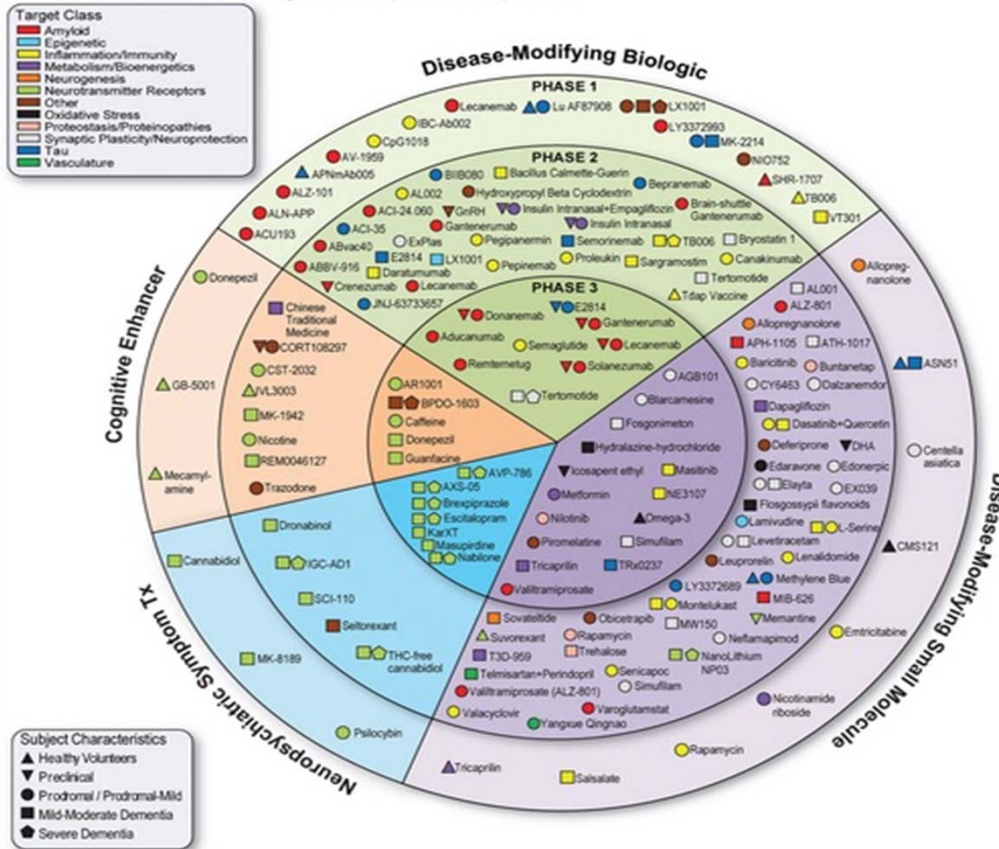 Target Class
Amyloid
Epigenetic
Inflammation/Immunity
Metabolism/Bioenergetics
Neurogenesis
Neurotransmitter Receptors
Other
Oxidative Stress
Proteostasis/Proteinopathies
Synaptic Plasticity/Neuroprotection
Tau
Vasculature
Disease-Modifying Biologic
PHASE 1
Lecanemab
Lu AF87908
LX1001
IBC-Ab002
LY3372993
CpG1018
MK-2214
AV-1959
NIO752
APNmAb005
SHR-1707
ALZ-101
TB006
ALN-APP
VT301
ACU193
PHASE 2
BIIB080
Bacillus Calmette-Guerin
Bepranemab
AL002
Hydroxypropyl Beta Cyclodextrin
ACI-24.060
GnRH
Insulin Intranasal+Empagliflozin
Brain-shuttle
Gantenerumab
ACI-35
Gantenerumab
Insulin Intranasal
ABvac40
ExPlas
Pegipanermin
Semorinemab
TB006
Bryostatin 1
E2814
LX1001
Proleukin
Sargramostim
Canakinumab
ABBV-916
Daratumumab
Pepinemab
Tertomotide
Crenezumab
Lecanemab
Tdap Vaccine
JNJ-63733657
PHASE 3
Donanemab
E2814
Gantenerumab
Aducanumab
Semaglutide
Lecanemab
Remternetug
Solanezumab
Tertomotide
Cognitive Enhancer
Donepezil
GB-5001
Mecamyl-
amine
Chinese
Traditional
Medicine
CORT108297
CST-2032
IVL3003
MK-1942
Nicotine
REM0046127
Trazodone
AR1001
BPDO-1603
Caffeine
Donepezil
Guanfacine
Neuropsychiatric Symptom Tx
Cannabidiol
MK-8189
Psilocybin
Dronabinol
IGC-AD1
SCI-110
Seltorexant
THC-free
cannabidiol
AVP-786
AXS-05
Brexpiprazole
Escitalopram
KarXT
Masupirdine
Nabilone
Disease-Modifying Small Molecule
AGB101
Blarcamesine
Fosgonimeton
Hydralazine-hydrochloride
Icosapent ethyl
Masitinib
Metformin
NE3107
Nilotinib
Omega-3
Piromelatine
Simufilam
Tricaprilin
TRx0237
Valiltramiprosate
AL001
ALZ-801
Allopregnanolone
APH-1105
ATH-1017
Baricitinib
Buntanetap
CY6463
Dalzanemdor
Dapagliflozin
Dasatinib+Quercetin
Deferiprone
DHA
Edaravone
Edonerpic
Elayta
EX039
Flosgossypii flavonoids
Lamivudine
L-Serine
Levetiracetam
Leuprorelin
Lenalidomide
LY3372689
Methylene Blue
Montelukast
MIB-626
MW150
Memantine
Neflamapimod
Sovateltide
Obicetrapib
Suvorexant
Rapamycin
Trehalose
T3D-959
NanoLithium
NP03
Telmisartan+Perindopril
Senicapoc
Valiltramiprosate (ALZ-801)
Simufilam
Valacyclovir
Varoglutamstat
Yangxue Qingnao
Allopreg-
nanolone
ASN51
Centella
asiatica
CMS121
Emtricitabine
Nicotinamide
riboside
Rapamycin
Salsalate
Tricaprilin
Subject Characteristics
Healthy Volunteers
Preclinical
Prodromal / Prodromal-Mild
Mild-Moderate Dementia
Severe Dementia